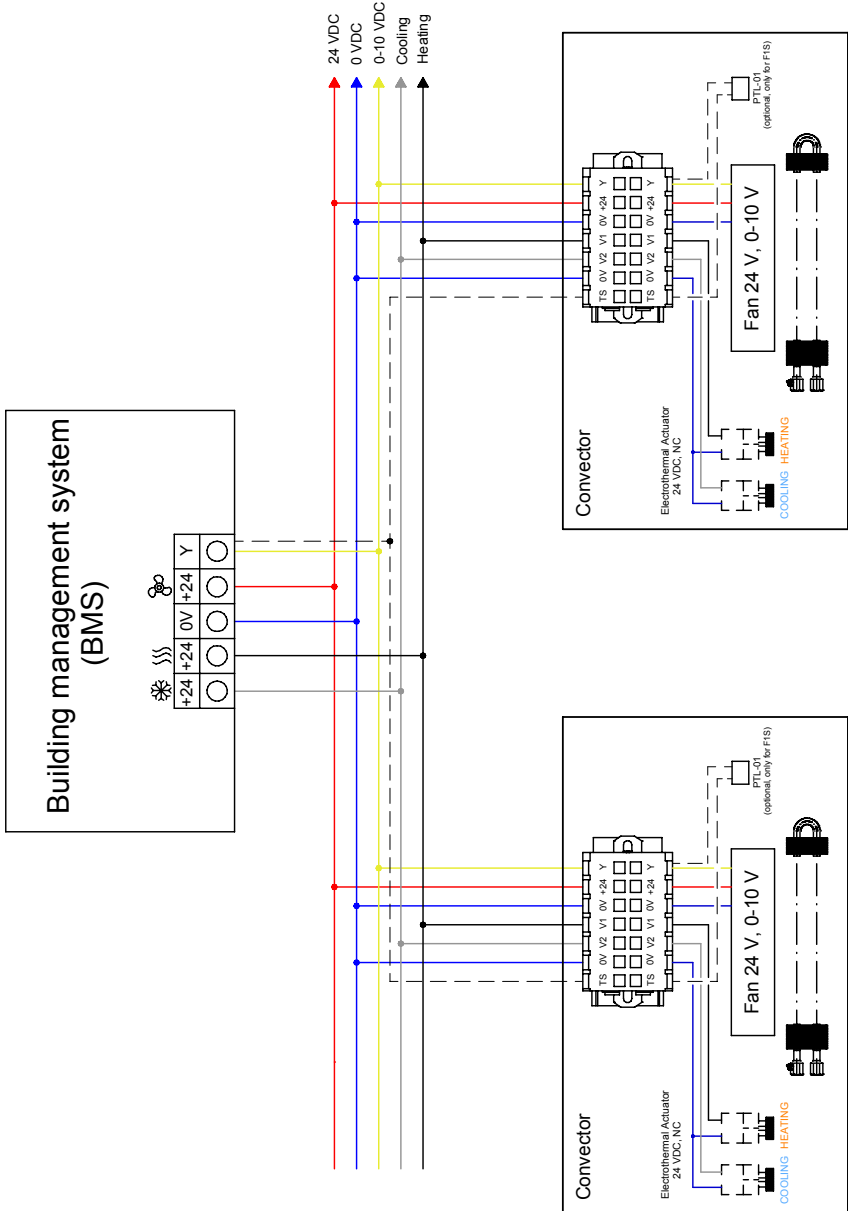 Building management system
(BMS)
+24 +24 0V +24 Y
24 VDC
0 VDC
0-10 VDC
Cooling
Heating
Convector
TS 0V V2 V1 0V +24 Y
TS 0V V2 V1 0V +24 Y
PTL-01
(optional, only for F1S)
Electrothermal Actuator
24 VDC, NC
COOLING HEATING
Fan 24 V, 0-10 V
Convector
TS 0V V2 V1 0V +24 Y
TS 0V V2 V1 0V +24 Y
PTL-01
(optional, only for F1S)
Electrothermal Actuator
24 VDC, NC
COOLING HEATING
Fan 24 V, 0-10 V